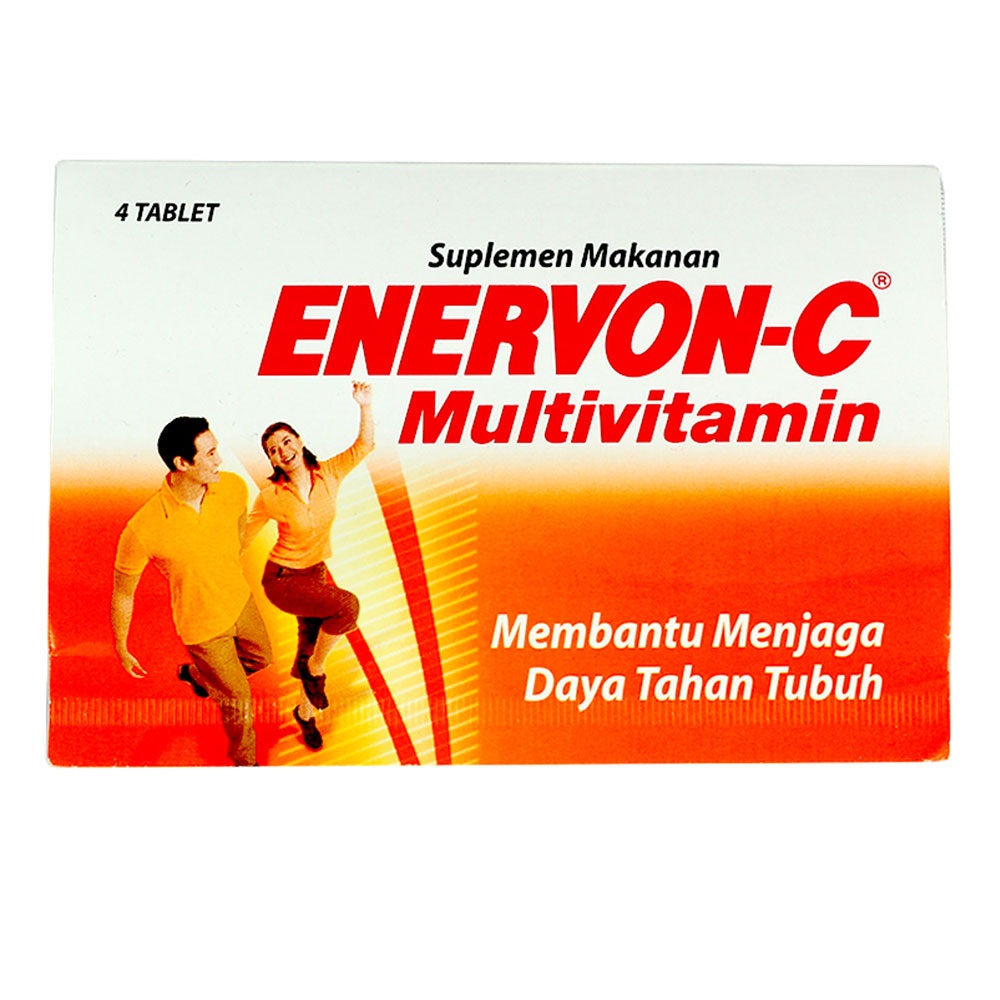 4 TABLET
Suplemen Makanan
ENERVON-C®
Multivitamin
Membantu Menjaga
Daya Tahan Tubuh